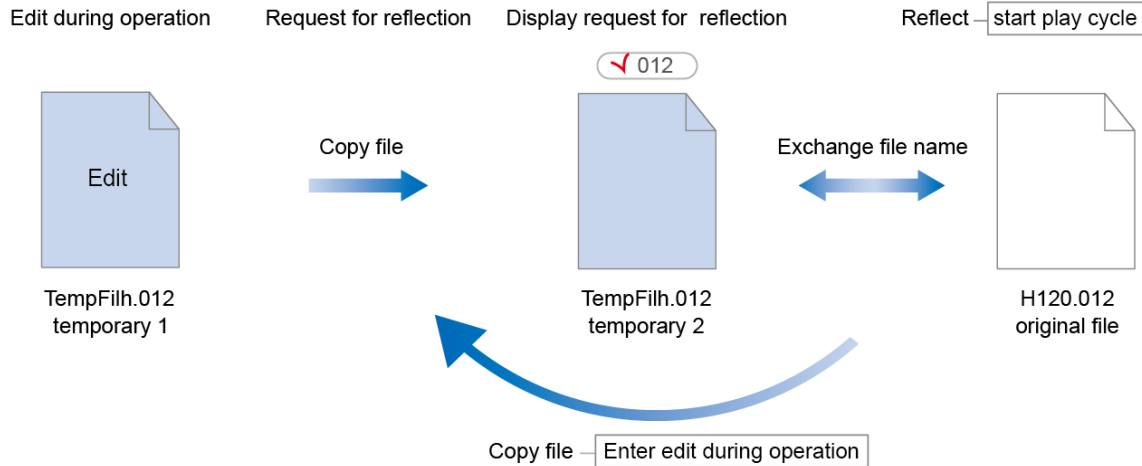 Edit during operation
Request for reflection
Display request for reflection
Reflect
start play cycle
012
Edit
Copy file
Exchange file name
TempFilh.012
temporary 1
TempFilh.012
temporary 2
H120.012
original file
Copy file
Enter edit during operation